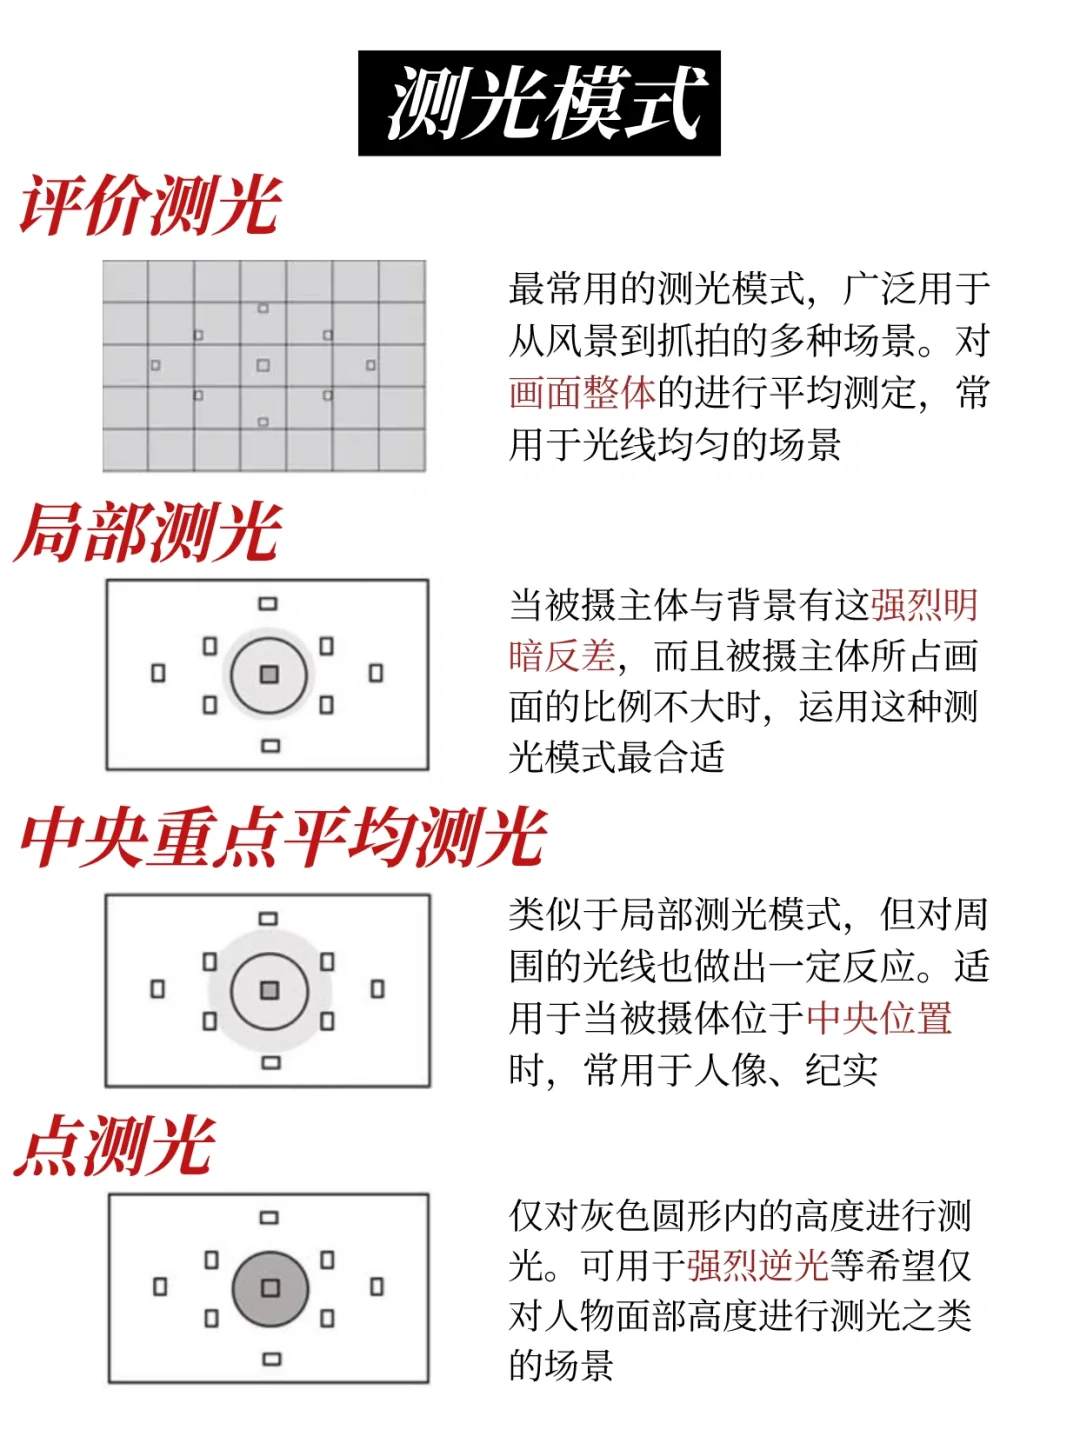 测光模式
评价测光
最常用的测光模式，广泛用于
从风景到抓拍的多种场景。对
画面整体的进行平均测定，常
用于光线均匀的场景
局部测光
当被摄主体与背景有这强烈明
暗反差，而且被摄主体所占画
面的比例不大时，运用这种测
光模式最合适
中央重点平均测光
类似于局部测光模式，但对周
围的光线也做出一定反应。适
用于当被摄体位于中央位置
时，常用于人像、纪实
点测光
仅对灰色圆形内的高度进行测
光。可用于强烈逆光等希望仅
对人物面部高度进行测光之类
的场景